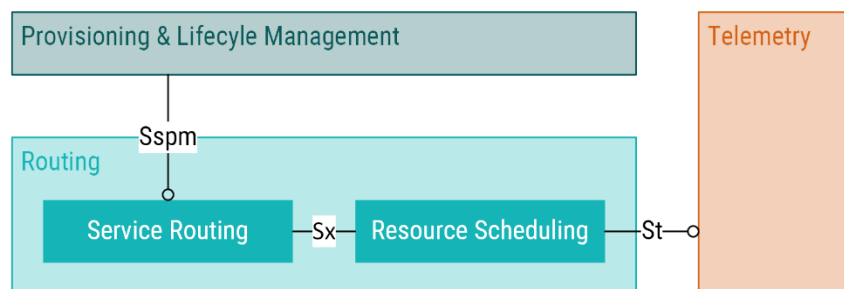 Provisioning & Lifecyle Management
Telemetry
Sspm
Routing
Service Routing
Sx
Resource Scheduling
St